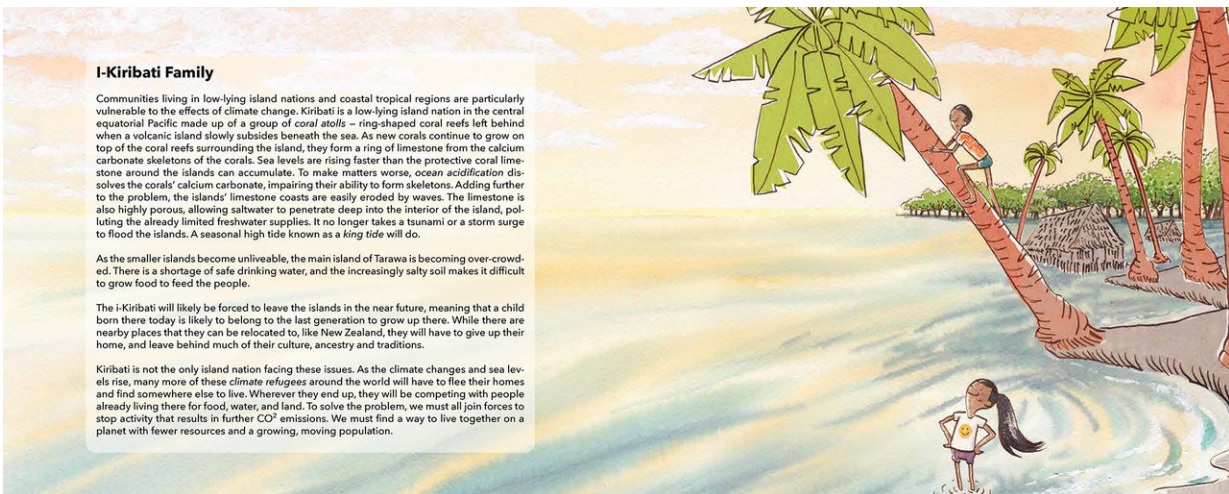 I-Kiribati Family
Communities living in low-lying island nations and coastal tropical regions are particularly
vulnerable to the effects of climate change. Kiribati is a low-lying island nation in the central
equatorial Pacific made up of a group of coral atolls – ring-shaped coral reefs left behind
when a volcanic island slowly subsides beneath the sea. As new corals continue to grow on
top of the coral reefs surrounding the island, they form a ring of limestone from the calcium
carbonate skeletons of the corals. Sea levels are rising faster than the protective coral lime-
stone around the islands can accumulate. To make matters worse, ocean acidification dis-
solves the corals’ calcium carbonate, impairing their ability to form skeletons. Adding further
to the problem, the islands’ limestone coasts are easily eroded by waves. The limestone is
also highly porous, allowing saltwater to penetrate deep into the interior of the island, pol-
luting the already limited freshwater supplies. It no longer takes a tsunami or a storm surge
to flood the islands. A seasonal high tide known as a king tide will do.
As the smaller islands become unliveable, the main island of Tarawa is becoming over-crowd-
ed. There is a shortage of safe drinking water, and the increasingly salty soil makes it difficult
to grow food to feed the people.
The i-Kiribati will likely be forced to leave the islands in the near future, meaning that a child
born there today is likely to belong to the last generation to grow up there. While there are
nearby places that they can be relocated to, like New Zealand, they will have to give up their
home, and leave behind much of their culture, ancestry and traditions.
Kiribati is not the only island nation facing these issues. As the climate changes and sea lev-
els rise, many more of these climate refugees around the world will have to flee their homes
and find somewhere else to live. Wherever they end up, they will be competing with people
already living there for food, water, and land. To solve the problem, we must all join forces to
stop activity that results in further CO² emissions. We must find a way to live together on a
planet with fewer resources and a growing, moving population.